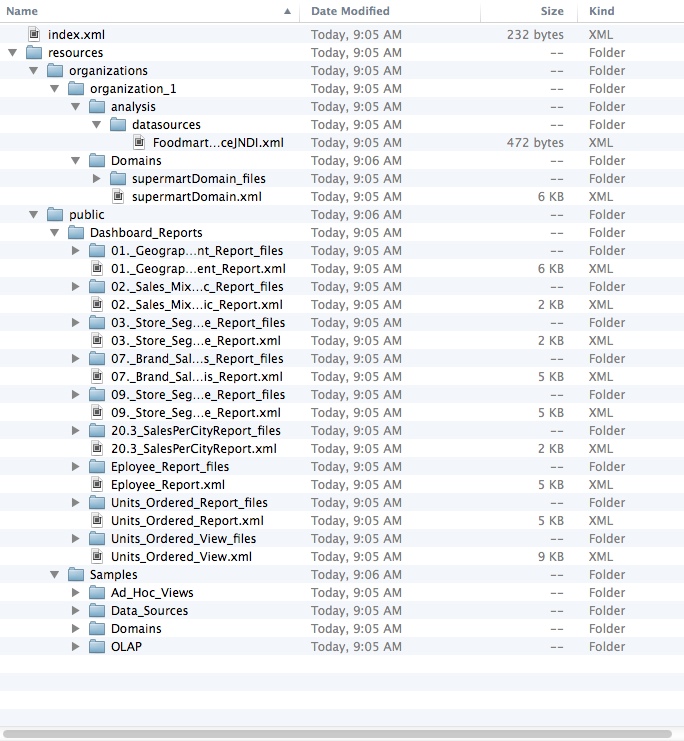 Name Date Modified Size Kind
index.xml Today, 9:05 AM 232 bytes XML
resources Today, 9:05 AM -- Folder
organizations Today, 9:05 AM -- Folder
organization_1 Today, 9:05 AM -- Folder
analysis Today, 9:05 AM -- Folder
datasources Today, 9:05 AM -- Folder
Foodmart...ceJNDI.xml Today, 9:05 AM 472 bytes XML
Domains Today, 9:06 AM -- Folder
supermartDomain_files Today, 9:05 AM -- Folder
supermartDomain.xml Today, 9:05 AM 6 KB XML
public Today, 9:06 AM -- Folder
Dashboard_Reports Today, 9:05 AM -- Folder
01._Geograp...nt_Report_files Today, 9:05 AM -- Folder
01._Geograp...ent_Report.xml Today, 9:05 AM 6 KB XML
02._Sales_Mix...c_Report_files Today, 9:05 AM -- Folder
02._Sales_Mix...ic_Report.xml Today, 9:05 AM 2 KB XML
03._Store_Seg...e_Report_files Today, 9:05 AM -- Folder
03._Store_Seg...e_Report.xml Today, 9:05 AM 2 KB XML
07._Brand_Sal...s_Report_files Today, 9:05 AM -- Folder
07._Brand_Sal...is_Report.xml Today, 9:05 AM 5 KB XML
09._Store_Seg...e_Report_files Today, 9:05 AM -- Folder
09._Store_Seg...e_Report.xml Today, 9:05 AM 5 KB XML
20.3_SalesPerCityReport_files Today, 9:05 AM -- Folder
20.3_SalesPerCityReport.xml Today, 9:05 AM 2 KB XML
Eployee_Report_files Today, 9:05 AM -- Folder
Eployee_Report.xml Today, 9:05 AM 5 KB XML
Units_Ordered_Report_files Today, 9:05 AM -- Folder
Units_Ordered_Report.xml Today, 9:05 AM 5 KB XML
Units_Ordered_View_files Today, 9:05 AM -- Folder
Units_Ordered_View.xml Today, 9:05 AM 9 KB XML
Samples Today, 9:06 AM -- Folder
Ad_Hoc_Views Today, 9:05 AM -- Folder
Data_Sources Today, 9:05 AM -- Folder
Domains Today, 9:05 AM -- Folder
OLAP Today, 9:05 AM -- Folder